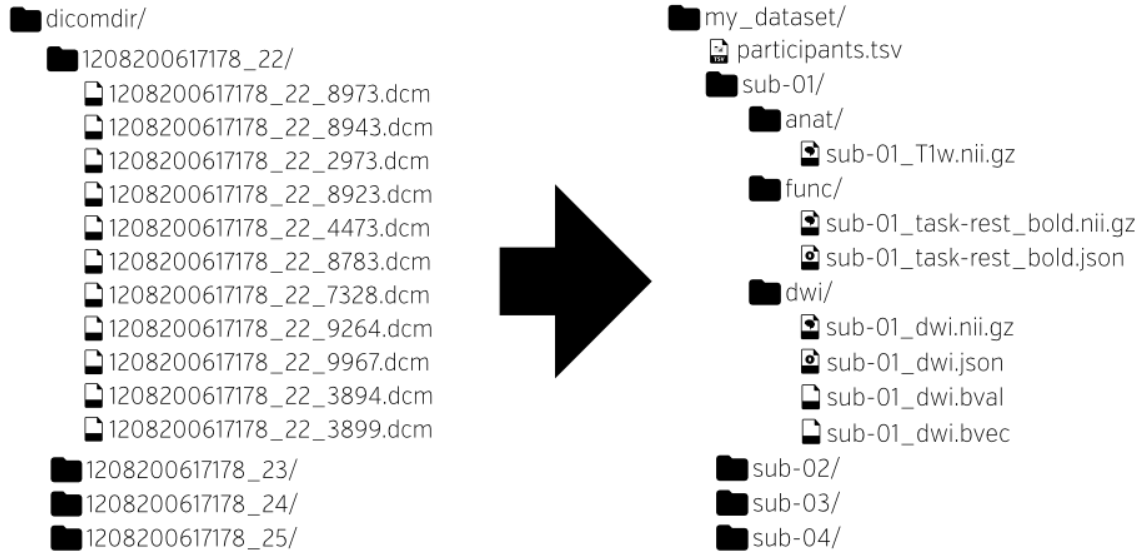 dicomdir/
1208200617178_22/
1208200617178_22_8973.dcm
1208200617178_22_8943.dcm
1208200617178_22_2973.dcm
1208200617178_22_8923.dcm
1208200617178_22_4473.dcm
1208200617178_22_8783.dcm
1208200617178_22_7328.dcm
1208200617178_22_9264.dcm
1208200617178_22_9967.dcm
1208200617178_22_3894.dcm
1208200617178_22_3899.dcm
1208200617178_23/
1208200617178_24/
1208200617178_25/
my_dataset/
participants.tsv
sub-01/
anat/
sub-01_T1w.nii.gz
func/
sub-01_task-rest_bold.nii.gz
sub-01_task-rest_bold.json
dwi/
sub-01_dwi.nii.gz
sub-01_dwi.json
sub-01_dwi.bval
sub-01_dwi.bvec
sub-02/
sub-03/
sub-04/